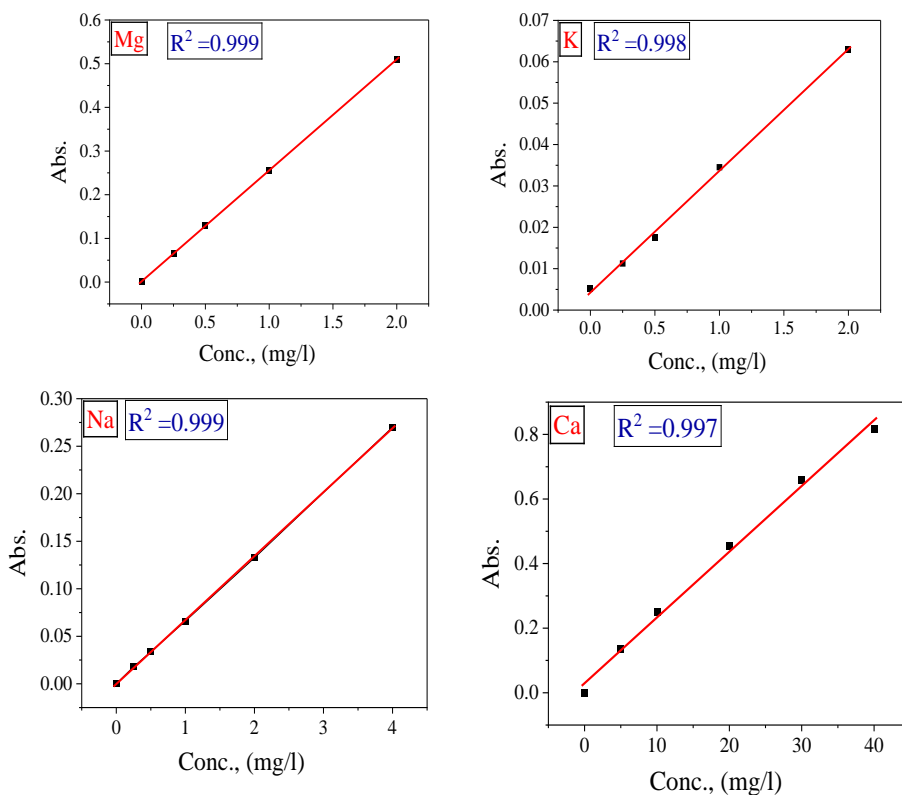 Mg
R² =0.999
0.6
0.5
0.4
0.3
0.2
0.1
0.0
Abs.
0.0 0.5 1.0 1.5 2.0
Conc., (mg/l)
K
R² =0.998
0.07
0.06
0.05
0.04
0.03
0.02
0.01
0.00
Abs.
0.0 0.5 1.0 1.5 2.0
Conc., (mg/l)
Na
R² =0.999
0.30
0.25
0.20
0.15
0.10
0.05
0.00
Abs.
0 1 2 3 4
Conc., (mg/l)
Ca
R² =0.997
0.8
0.6
0.4
0.2
0.0
Abs.
0 10 20 30 40
Conc., (mg/l)